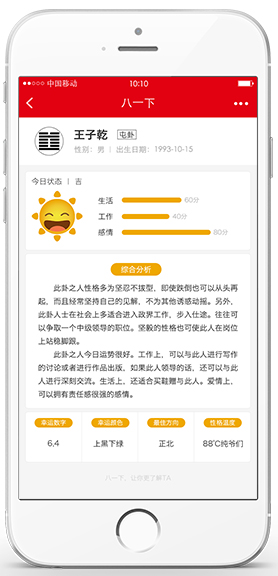 中国移动 10:10
八一下
王子乾 屯卦
性别：男 | 出生日期：1993-10-15
今日状态 | 吉
生活 60分
工作 40分
感情 80分
综合分析
此卦之人性格多为坚忍不拔型，即使跌倒也可以从头再
起，而且经常坚持自己的见解，不为其他诱惑动摇。另外，
此卦人士在社会上多适合进入政界工作，步入仕途。往往可
以争取一个中级领导的职位。坚毅的性格也可使此人在岗位
上站稳脚跟。
此卦之人今日运势很好。工作上，可以与此人进行写作
的讨论或者进行作品出版，如果此人领导的话，还可以与此
人进行深刻交流。生活上，还适合买鞋赠与此人。爱情上，
可以拥有责任感很强的感情。
幸运数字 幸运颜色 最佳方向 性格温度
6,4 上黑下绿 正北 88℃纯爷们
八一下，让你更了解TA